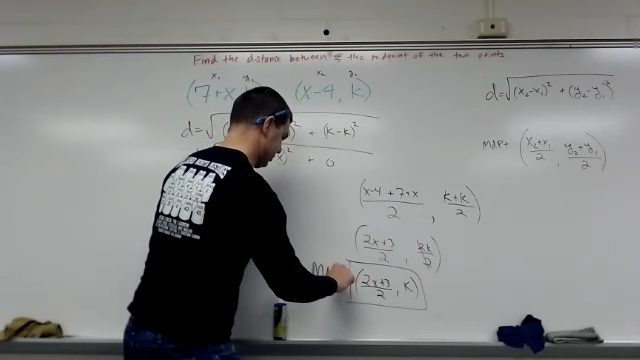 Find the distance between & the midpoint of the two points
x₁ y₁ x₂ y₂
(7+x, k) (x-4, k)
d=√(x₂-x₁)² + (y₂-y₁)²
d=√( )² + (k-k)²
)² + 0
Midpt (x₂+x₁/2, y₂+y₁/2)
(x-4+7+x/2, k+k/2)
(2x+3/2, 2k/2)
(2x+3/2, k)